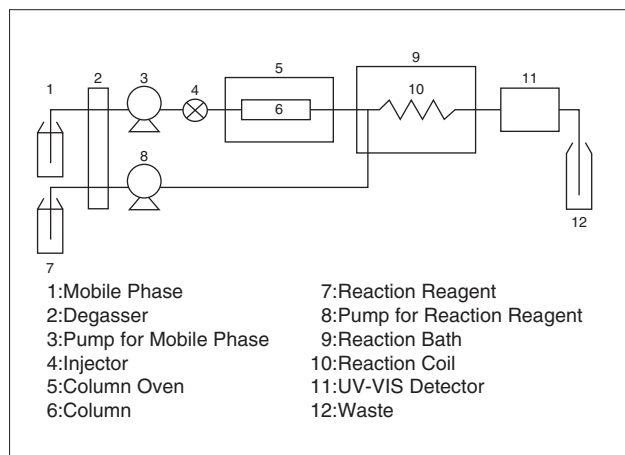 9
5
11
2
3
4
1
10
6
8
12
7
1:Mobile Phase
2:Degasser
3:Pump for Mobile Phase
4:Injector
5:Column Oven
6:Column
7:Reaction Reagent
8:Pump for Reaction Reagent
9:Reaction Bath
10:Reaction Coil
11:UV-VIS Detector
12:Waste